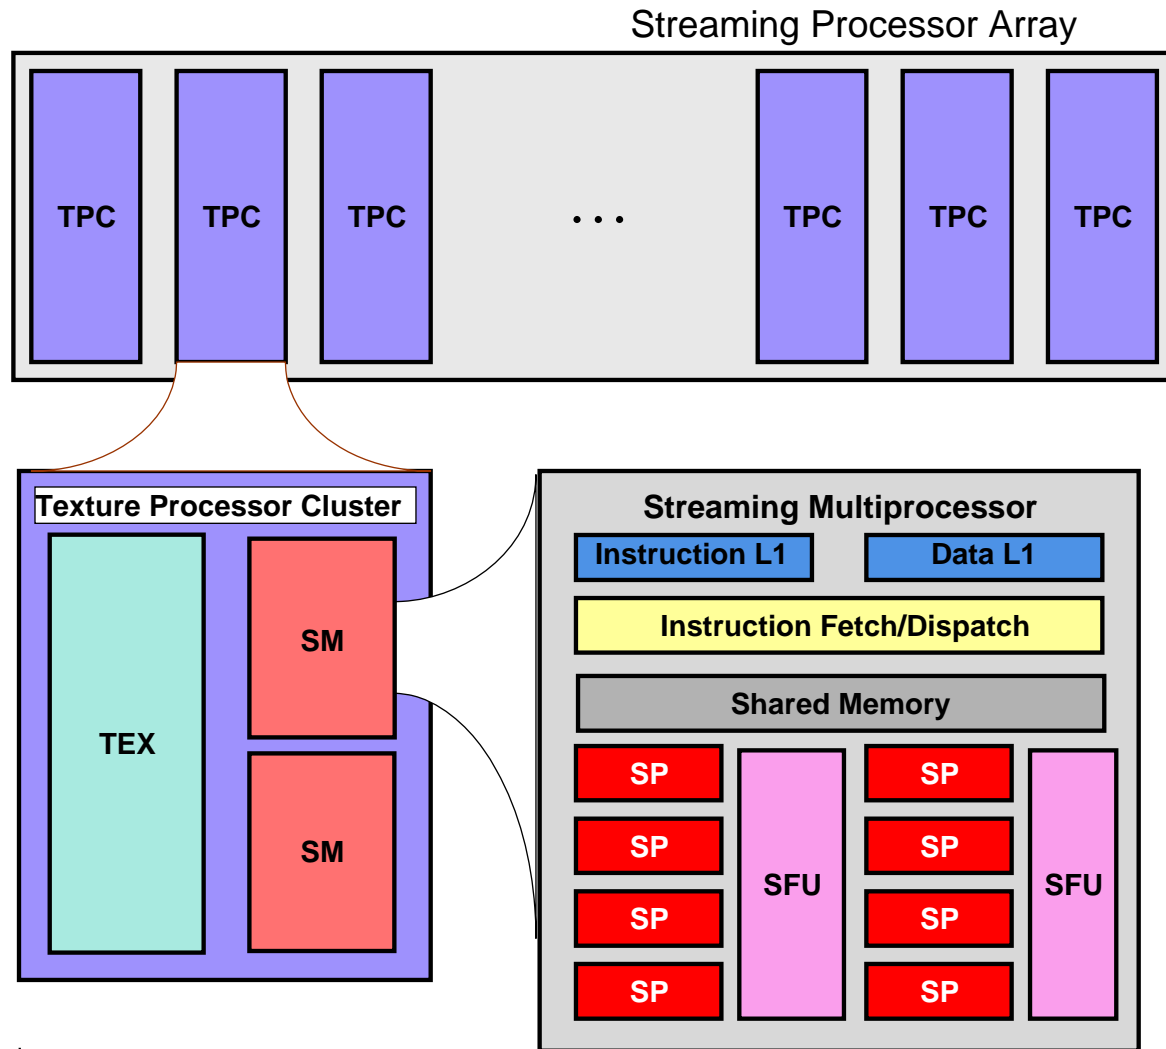 Streaming Processor Array
TPC TPC TPC . . . TPC TPC TPC
Texture Processor Cluster
TEX
SM
SM
Streaming Multiprocessor
Instruction L1 Data L1
Instruction Fetch/Dispatch
Shared Memory
SP SP
SP SP
SFU SFU
SP SP
SP SP